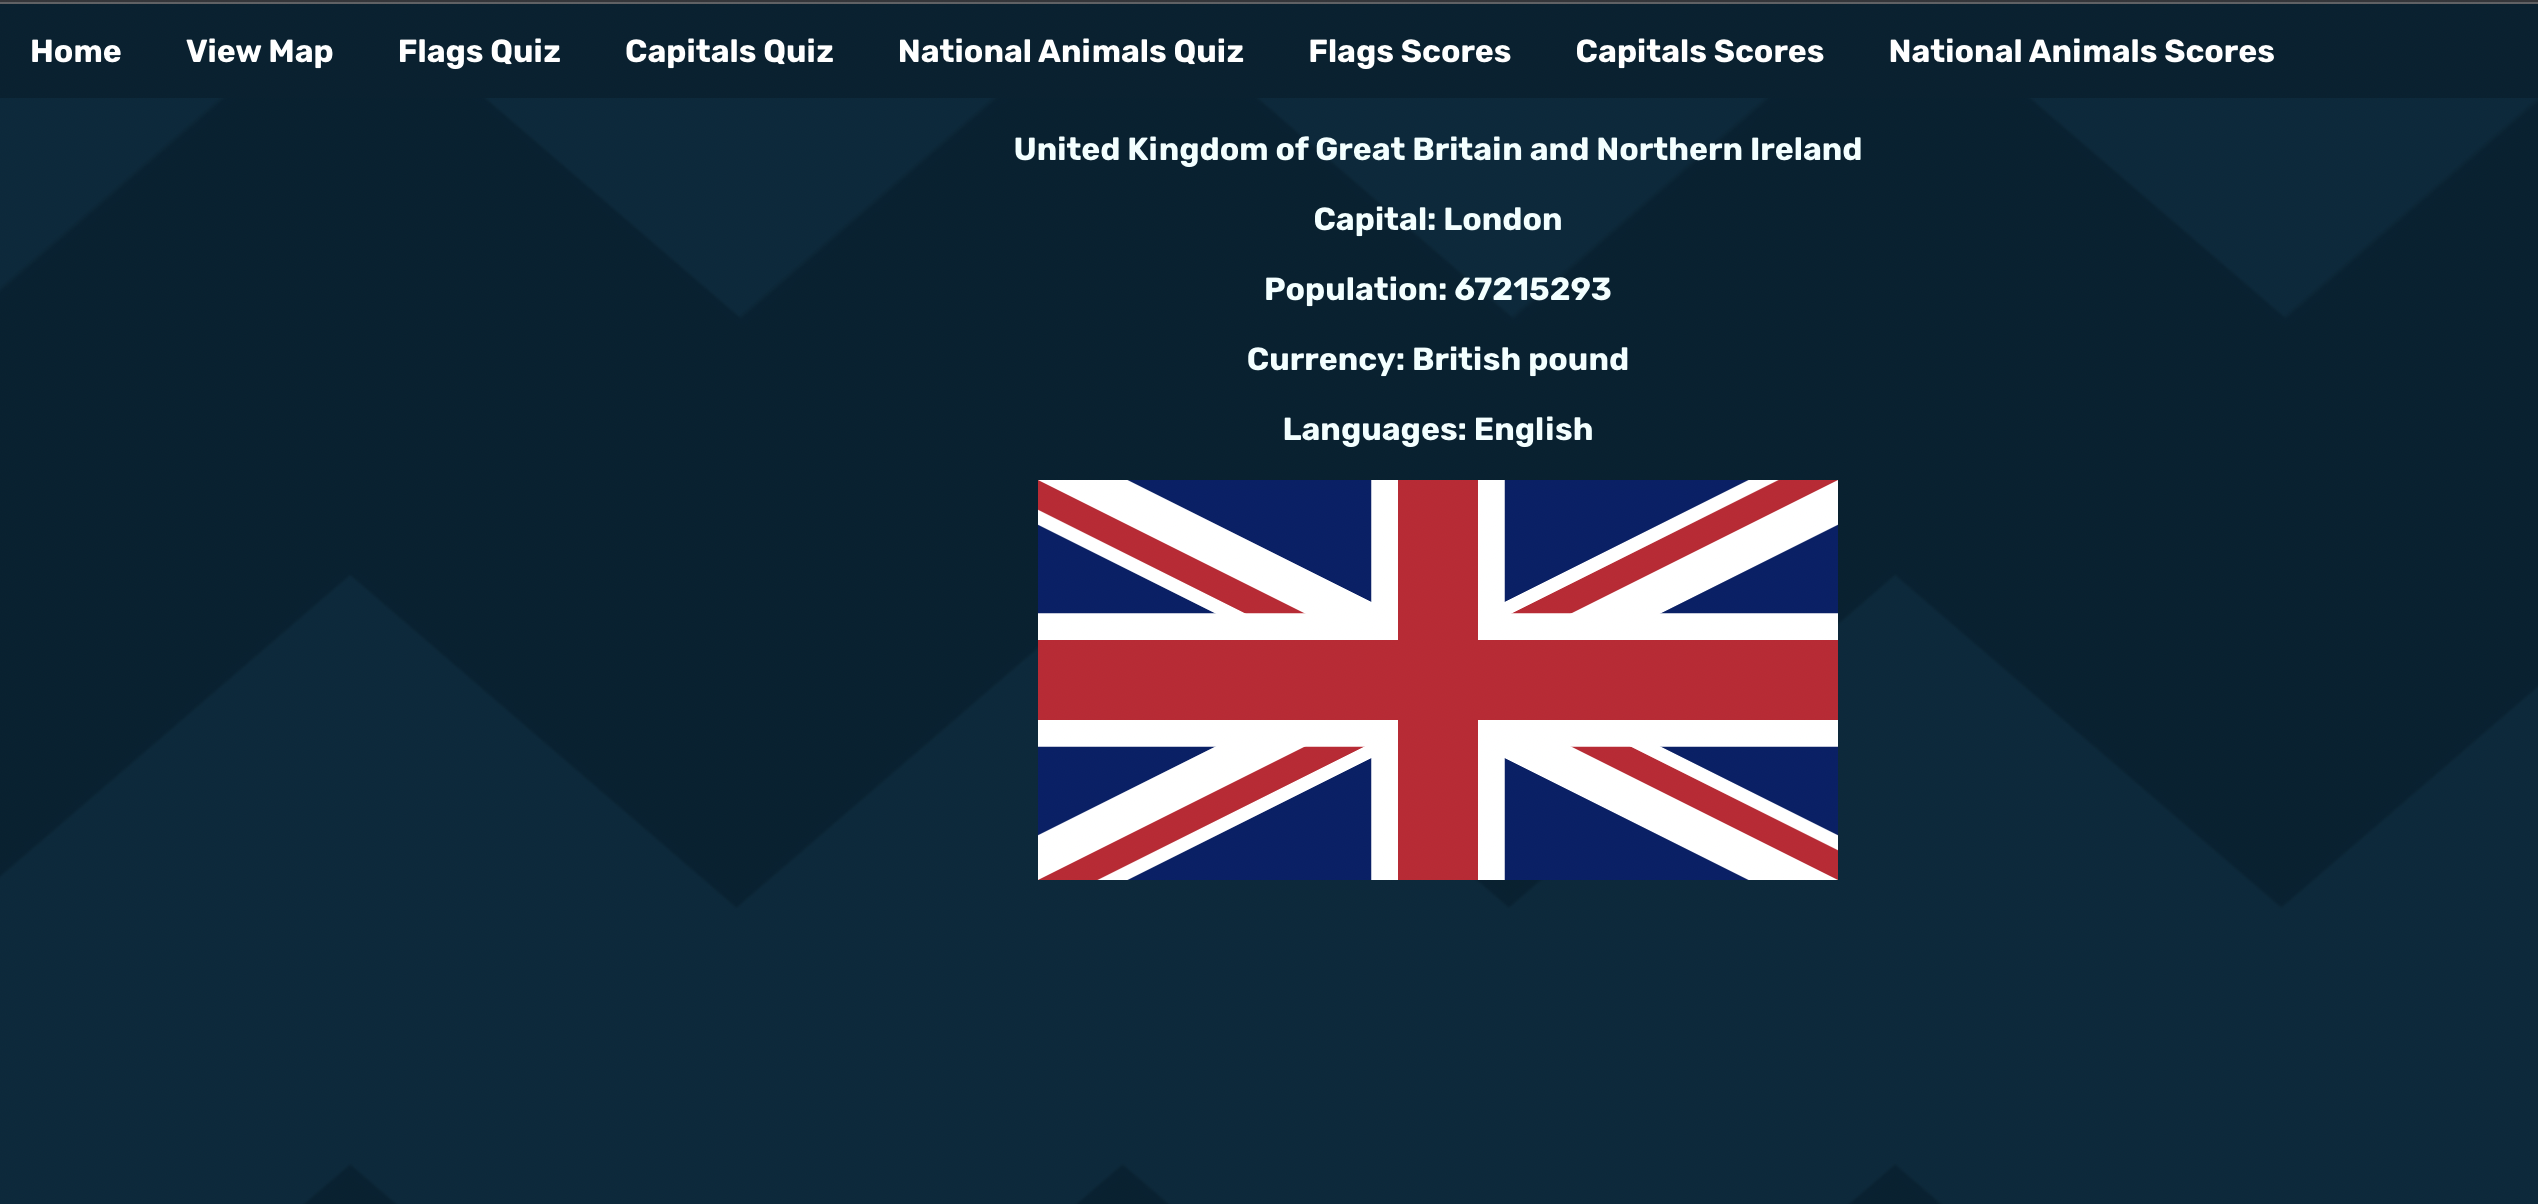 Home View Map Flags Quiz Capitals Quiz National Animals Quiz Flags Scores Capitals Scores National Animals Scores
United Kingdom of Great Britain and Northern Ireland
Capital: London
Population: 67215293
Currency: British pound
Languages: English